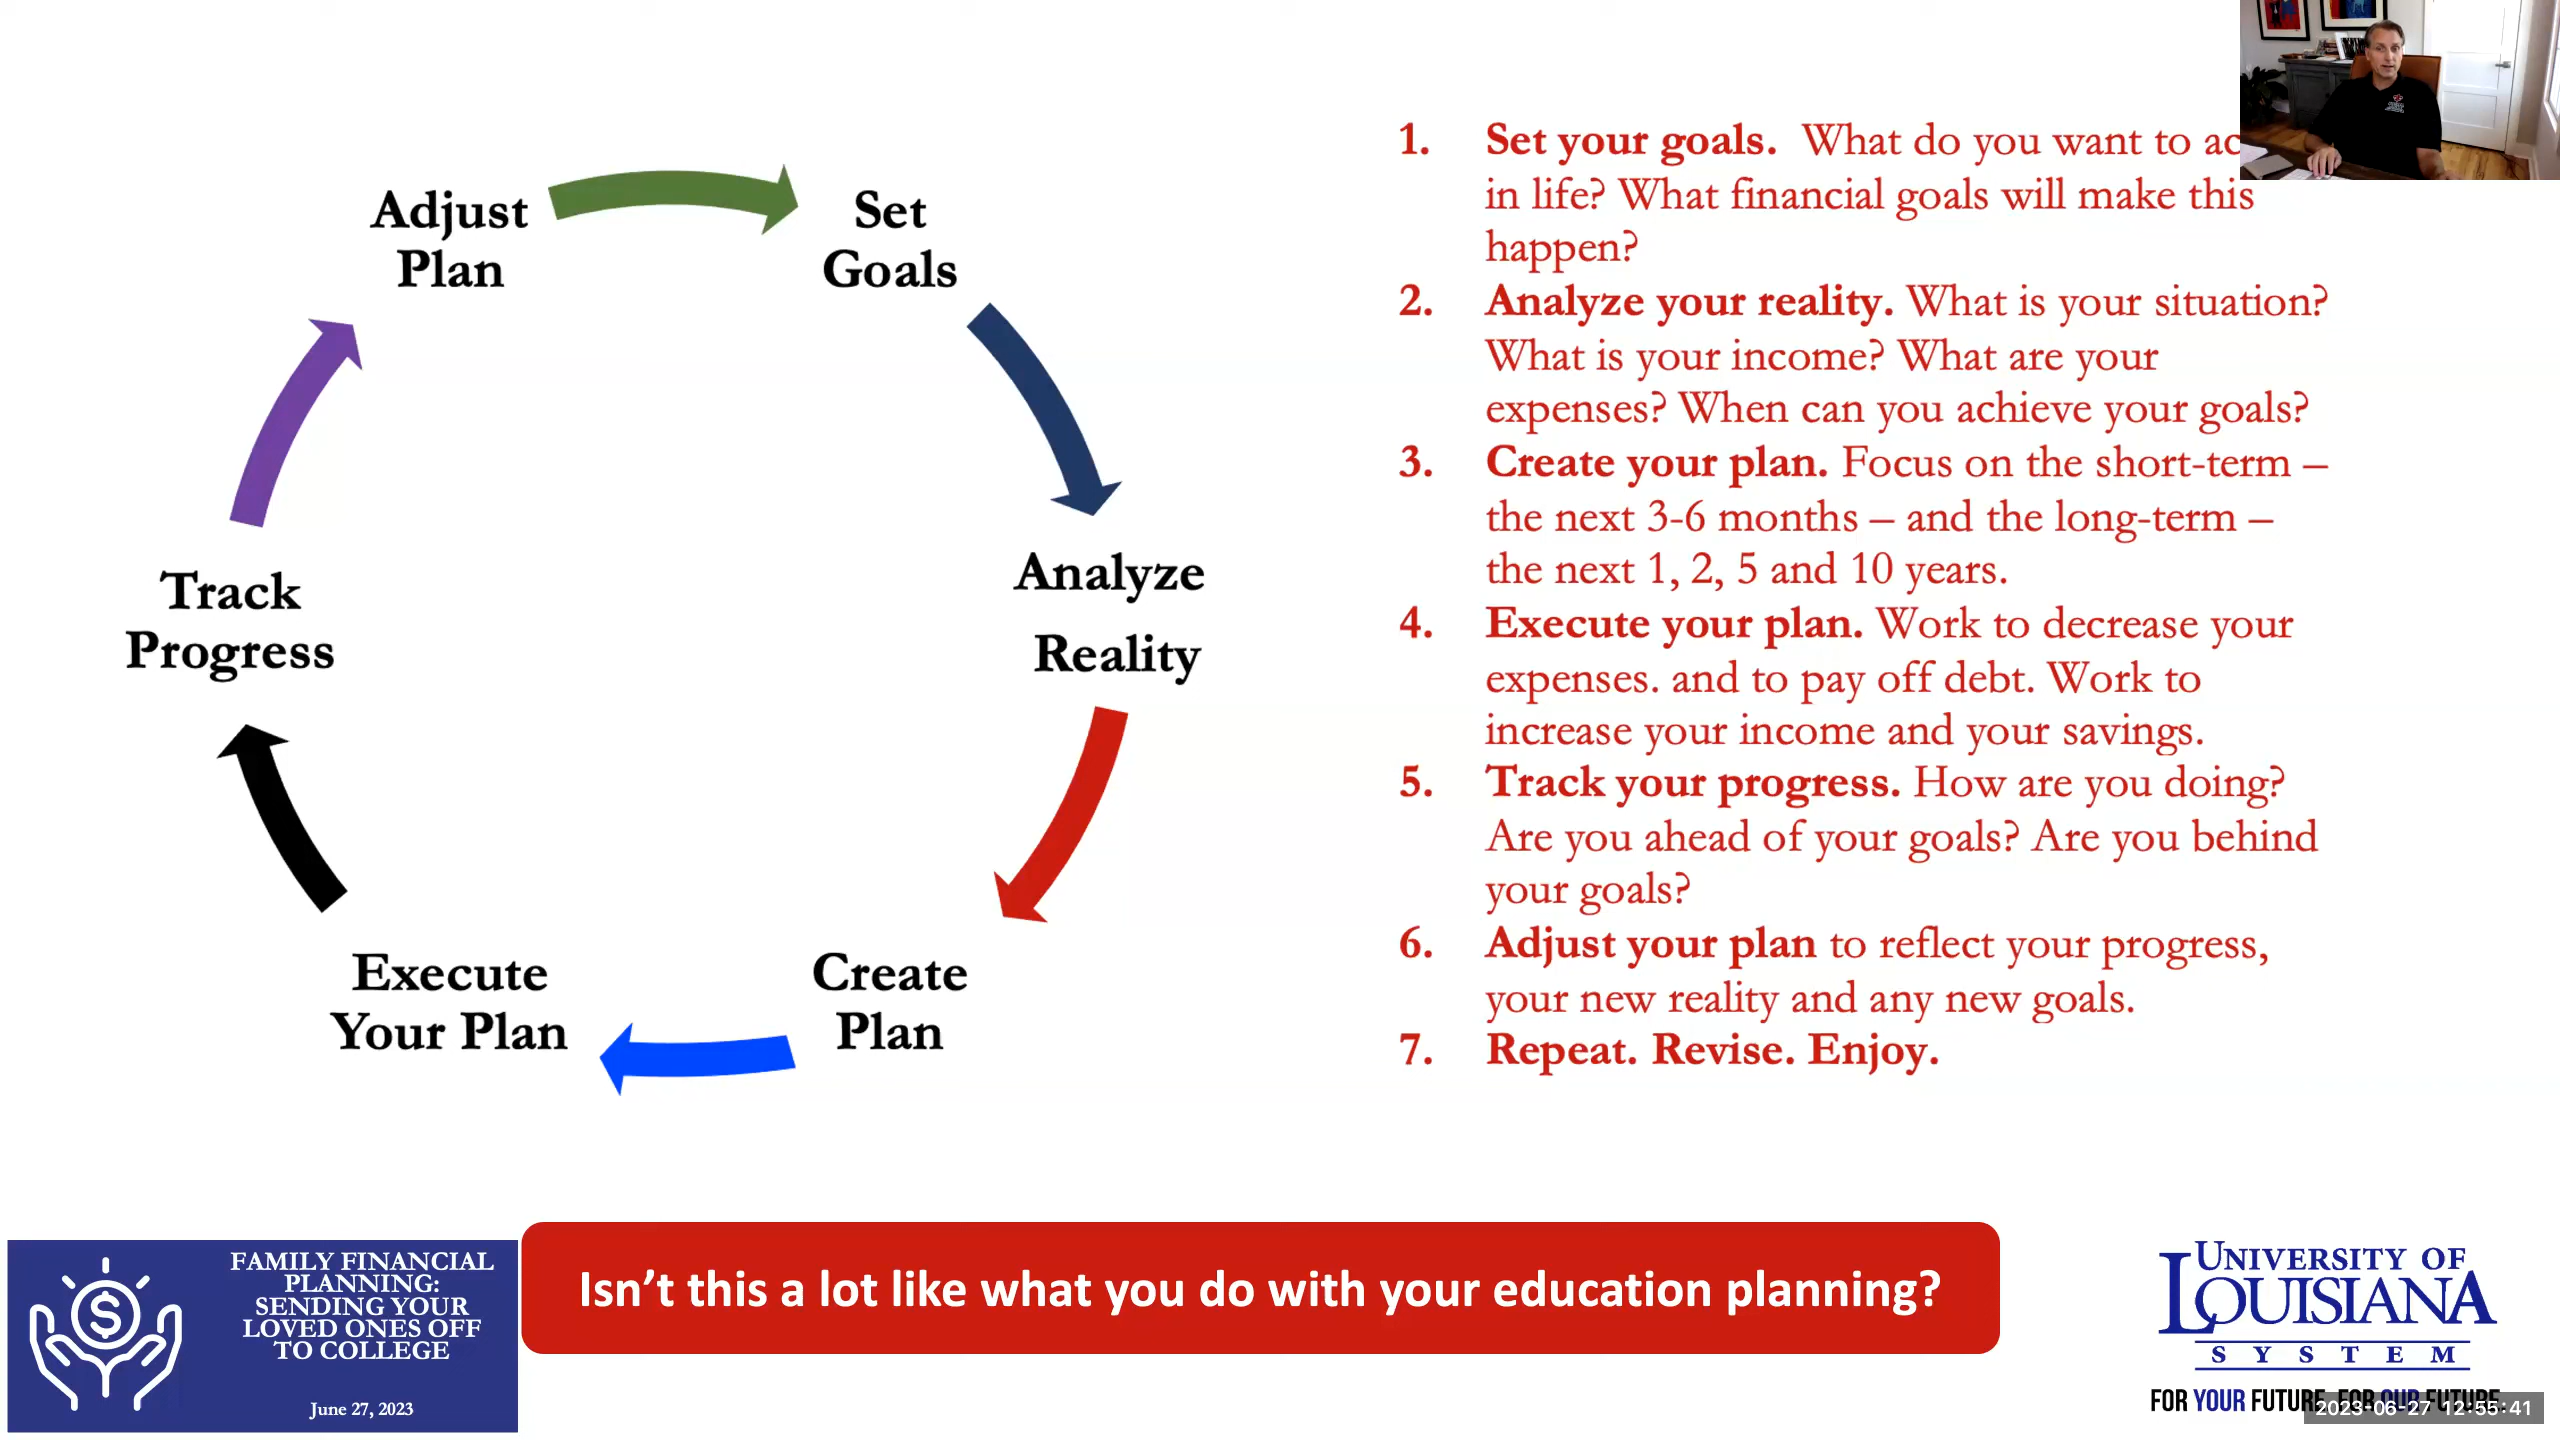 Adjust
Plan
Set
Goals
Analyze
Reality
Create
Plan
Execute
Your Plan
Track
Progress
1. Set your goals. What do you want to
in life? What financial goals will make this
happen?
2. Analyze your reality. What is your situation?
What is your income? What are your
expenses? When can you achieve your goals?
3. Create your plan. Focus on the short-term –
the next 3-6 months – and the long-term –
the next 1, 2, 5 and 10 years.
4. Execute your plan. Work to decrease your
expenses. and to pay off debt. Work to
increase your income and your savings.
5. Track your progress. How are you doing?
Are you ahead of your goals? Are you behind
your goals?
6. Adjust your plan to reflect your progress,
your new reality and any new goals.
7. Repeat. Revise. Enjoy.
FAMILY FINANCIAL
PLANNING:
SENDING YOUR
LOVED ONES OFF
TO COLLEGE
June 27, 2023
Isn’t this a lot like what you do with your education planning?
UNIVERSITY OF
LOUISIANA
SYSTEM
FOR YOUR FUTURE. FOR OUR FUTURE.
2023-06-27 12:55:41